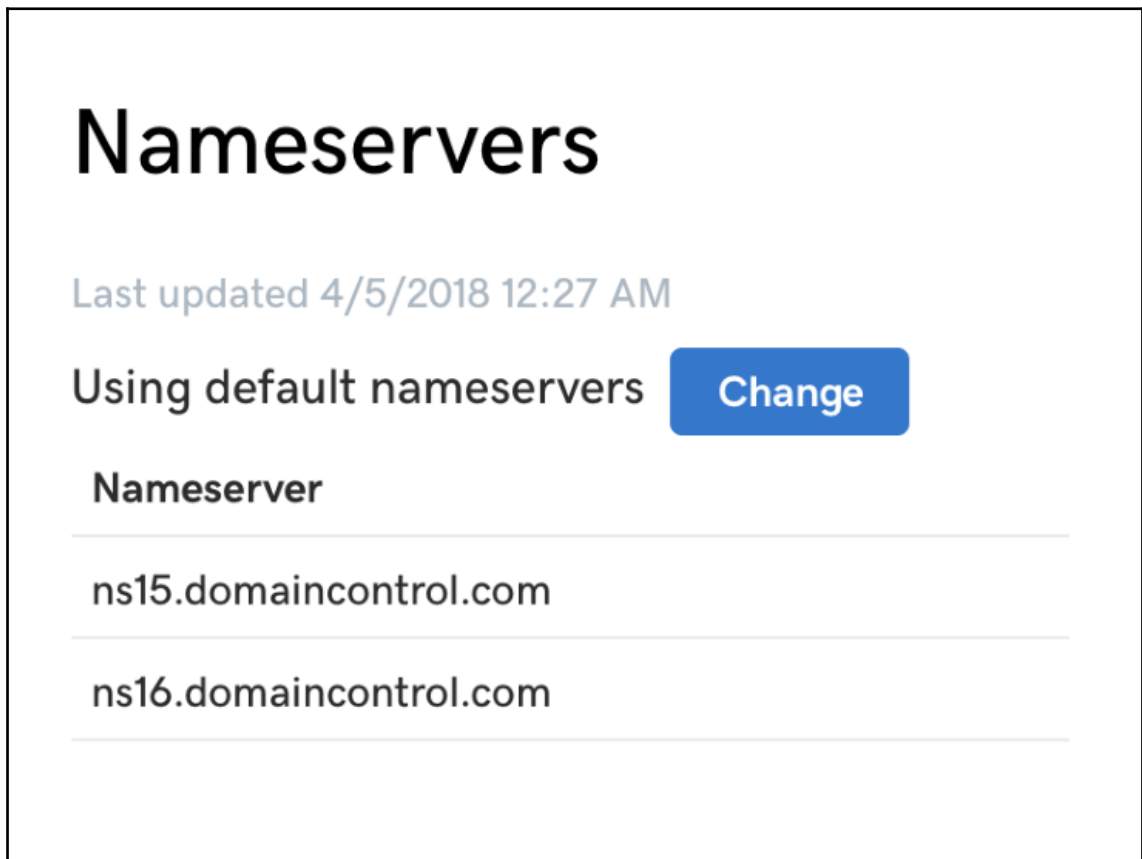 Nameservers
Last updated 4/5/2018 12:27 AM
Using default nameservers Change
Nameserver
ns15.domaincontrol.com
ns16.domaincontrol.com